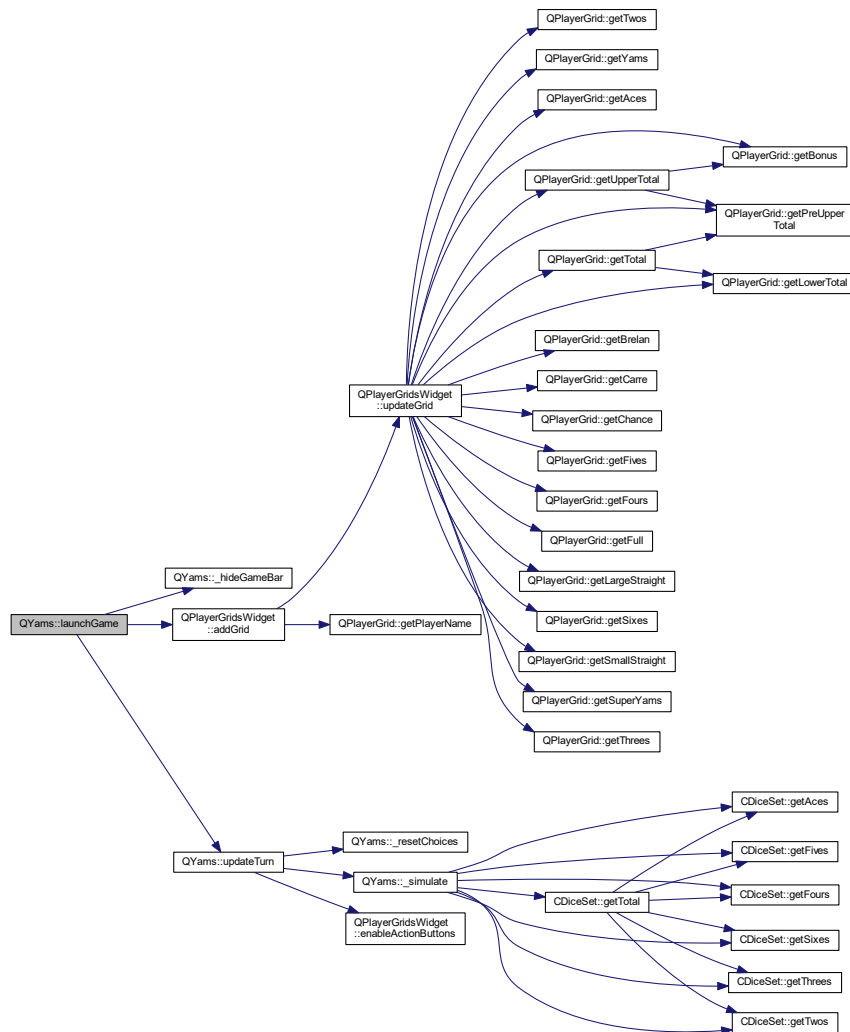 QPlayerGrid::getTwos
QPlayerGrid::getYams
QPlayerGrid::getAces
QPlayerGrid::getBonus
QPlayerGrid::getUpperTotal
QPlayerGrid::getPreUpper
Total
QPlayerGrid::getTotal
QPlayerGrid::getLowerTotal
QPlayerGrid::getBrelan
QPlayerGrid::getCarre
QPlayerGridsWidget
::updateGrid
QPlayerGrid::getChance
QPlayerGrid::getFives
QPlayerGrid::getFours
QPlayerGrid::getFull
QPlayerGrid::getLargeStraight
QYams::_hideGameBar
QYams::launchGame
QPlayerGridsWidget
::addGrid
QPlayerGrid::getPlayerName
QPlayerGrid::getSixes
QPlayerGrid::getSmallStraight
QPlayerGrid::getSuperYams
QPlayerGrid::getThrees
CDiceSet::getAces
QYams::_resetChoices
CDiceSet::getFives
QYams::updateTurn
QYams::_simulate
CDiceSet::getFours
CDiceSet::getTotal
QPlayerGridsWidget
::enableActionButtons
CDiceSet::getSixes
CDiceSet::getThrees
CDiceSet::getTwos